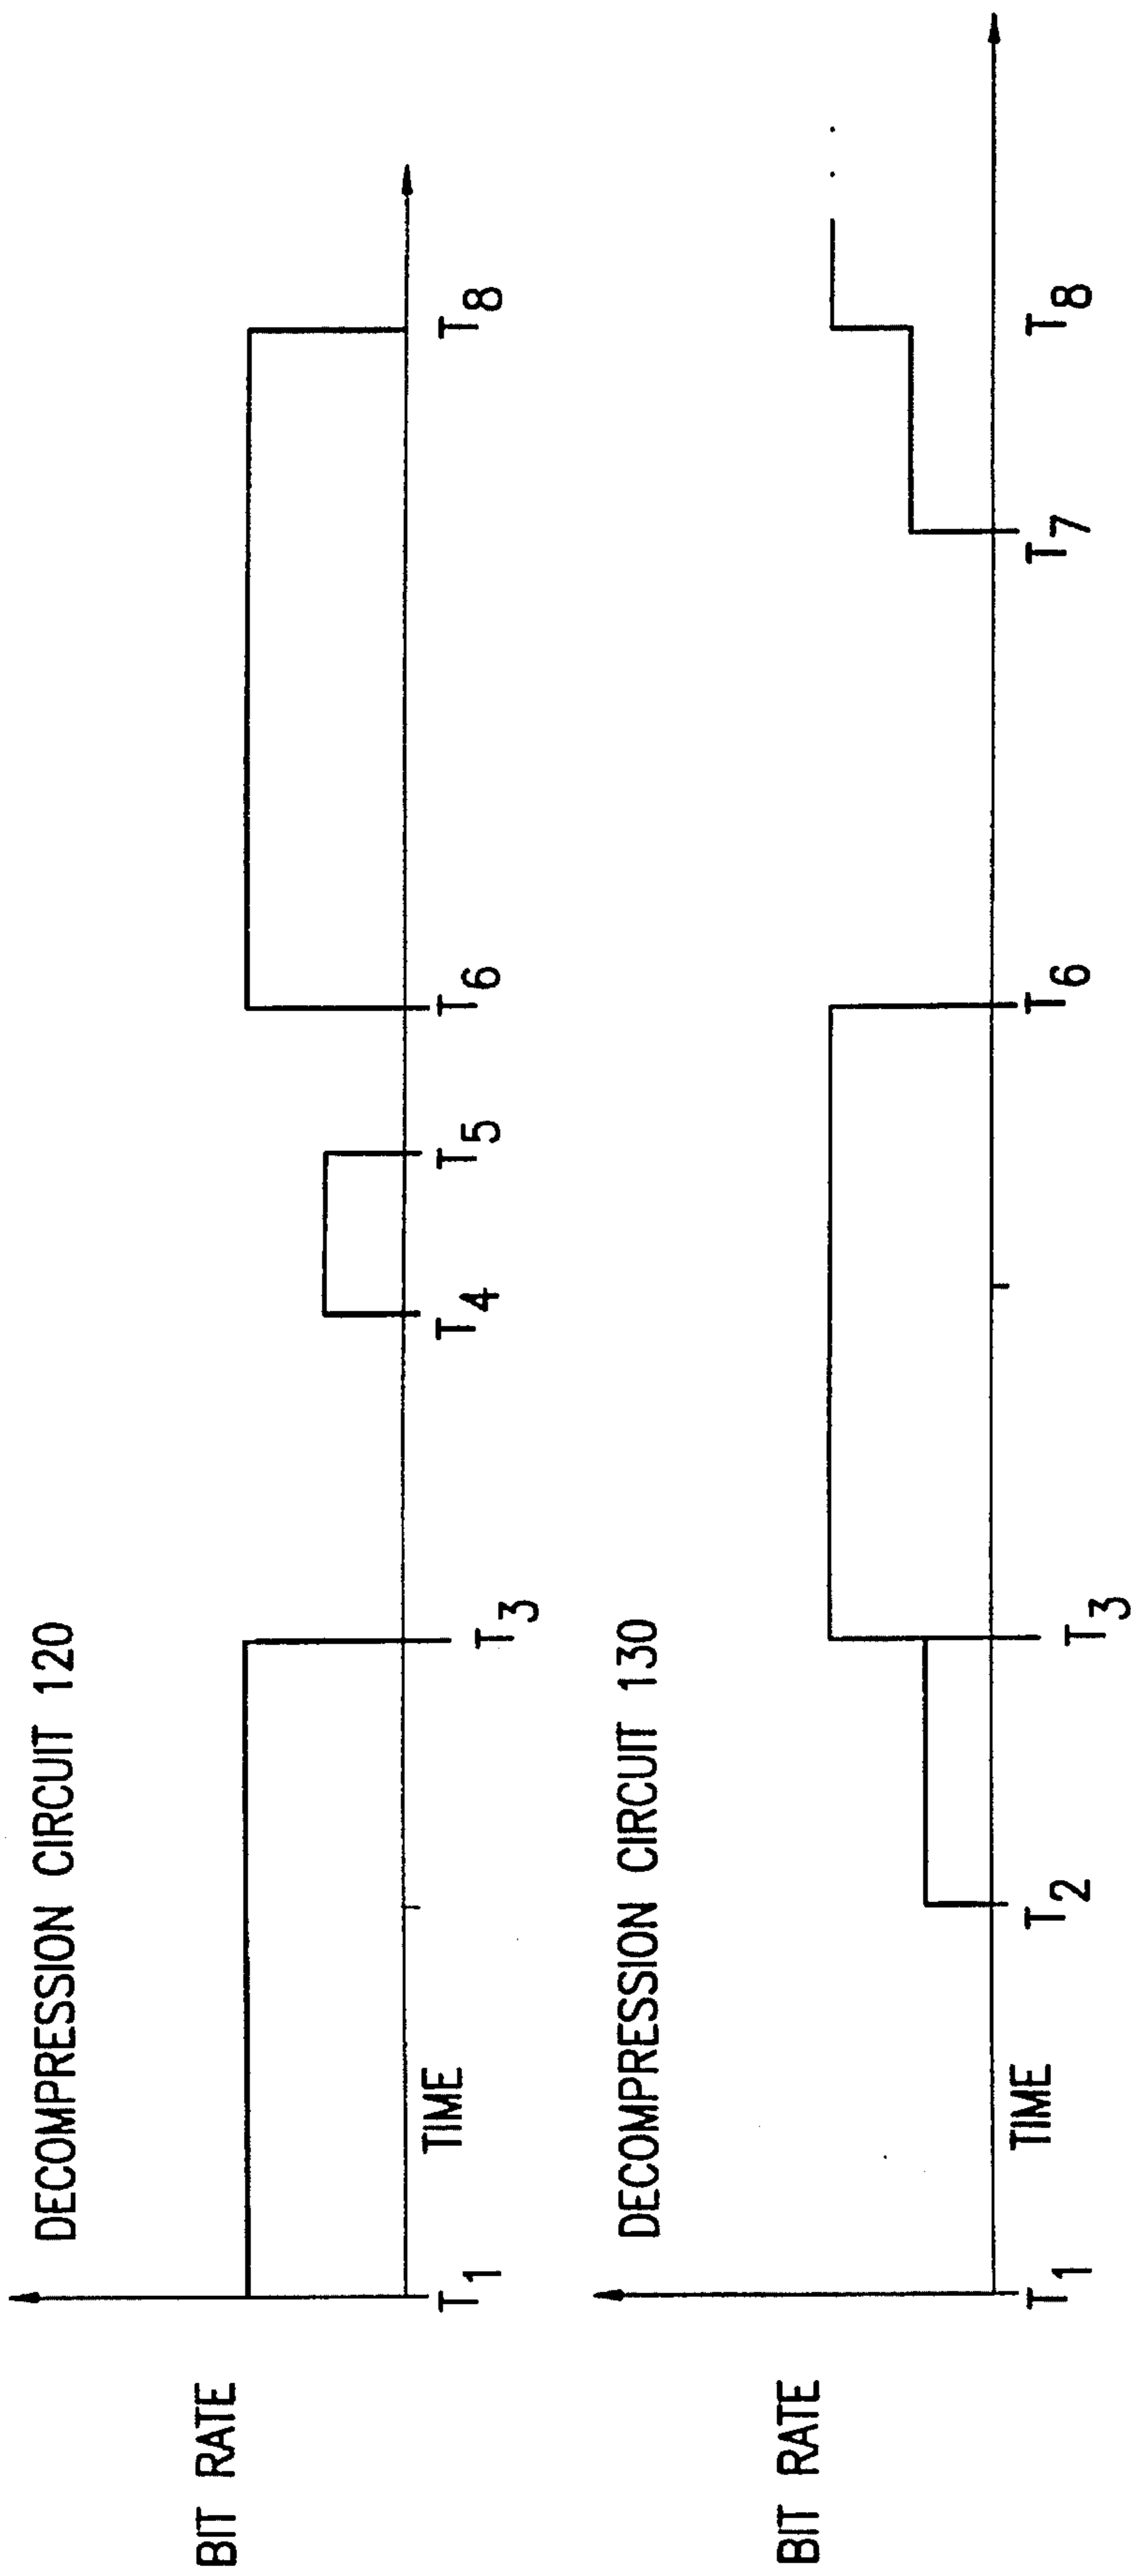 DECOMPRESSION CIRCUIT 120
BIT RATE
TIME
T1
T3
T4
T5
T6
T8
DECOMPRESSION CIRCUIT 130
BIT RATE
TIME
T1
T2
T3
T6
T7
T8